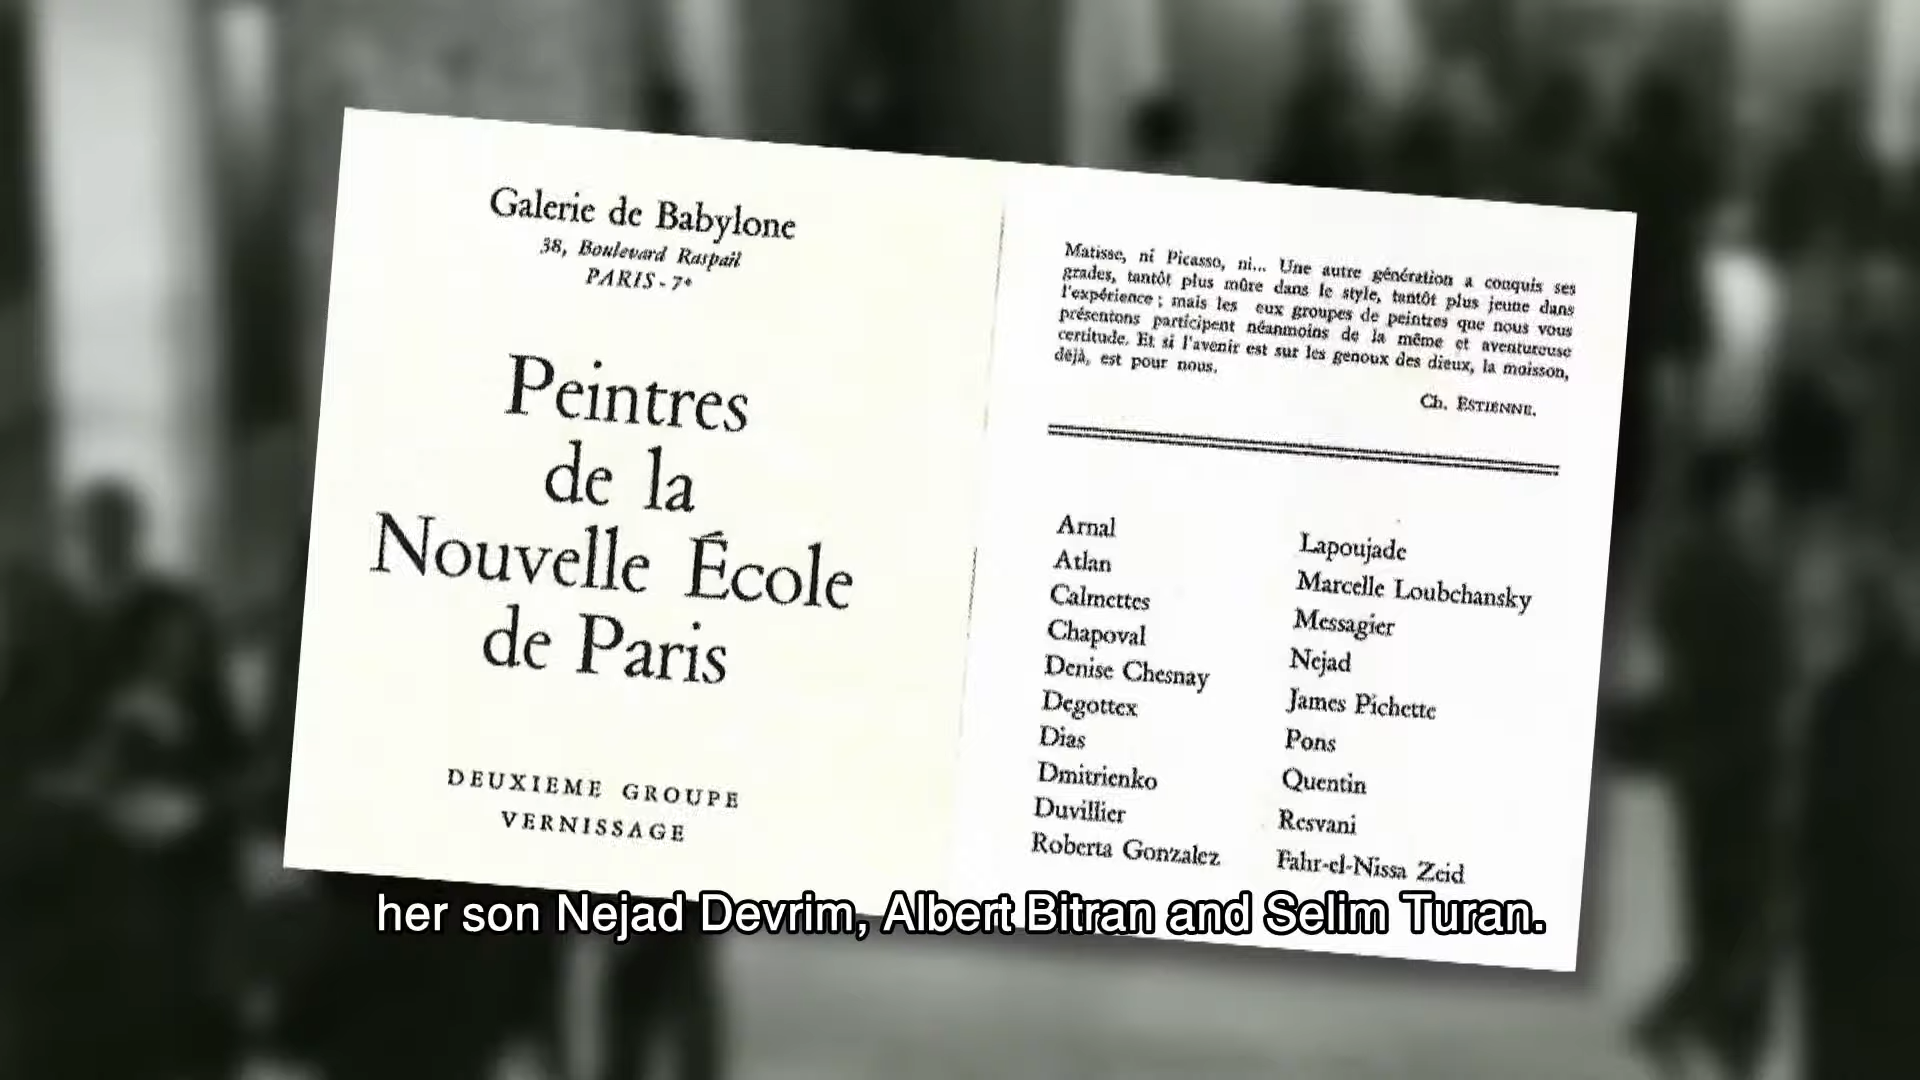 Galerie de Babylone
38, Boulevard Raspail
PARIS - 7e
Peintres
de la
Nouvelle École
de Paris
DEUXIEME GROUPE
VERNISSAGE
Matisse, ni Picasso, ni... Une autre génération a conquis ses
grades, tantôt plus mûre dans le style, tantôt plus jeune dans
l'expérience ; mais les eux groupes de peintres que nous vous
présentons participent néanmoins de la même et aventureuse
certitude. Et si l'avenir est sur les genoux des dieux, la moisson,
déjà, est pour nous.
Ch. ESTIENNE.
Arnal
Atlan
Calmettes
Chapoval
Denise Chesnay
Degottex
Dias
Dmitrienko
Duvillier
Roberta Gonzalez
Lapoujade
Marcelle Loubchansky
Messagier
Nejad
James Pichette
Pons
Quentin
Resvani
Fahr-el-Nissa Zeid
her son Nejad Devrim, Albert Bitran and Selim Turan.